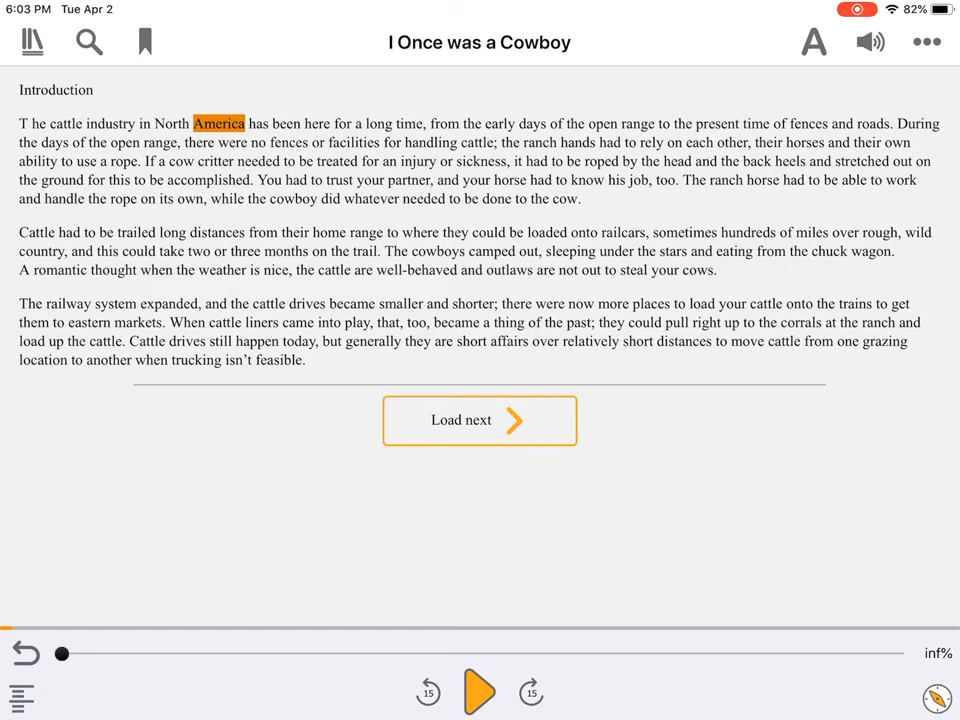 6:03 PM Tue Apr 2
82%
I Once was a Cowboy
A
Introduction
T he cattle industry in North America has been here for a long time, from the early days of the open range to the present time of fences and roads. During
the days of the open range, there were no fences or facilities for handling cattle; the ranch hands had to rely on each other, their horses and their own
ability to use a rope. If a cow critter needed to be treated for an injury or sickness, it had to be roped by the head and the back heels and stretched out on
the ground for this to be accomplished. You had to trust your partner, and your horse had to know his job, too. The ranch horse had to be able to work
and handle the rope on its own, while the cowboy did whatever needed to be done to the cow.
Cattle had to be trailed long distances from their home range to where they could be loaded onto railcars, sometimes hundreds of miles over rough, wild
country, and this could take two or three months on the trail. The cowboys camped out, sleeping under the stars and eating from the chuck wagon.
A romantic thought when the weather is nice, the cattle are well-behaved and outlaws are not out to steal your cows.
The railway system expanded, and the cattle drives became smaller and shorter; there were now more places to load your cattle onto the trains to get
them to eastern markets. When cattle liners came into play, that, too, became a thing of the past; they could pull right up to the corrals at the ranch and
load up the cattle. Cattle drives still happen today, but generally they are short affairs over relatively short distances to move cattle from one grazing
location to another when trucking isn’t feasible.
Load next
inf%
15
15